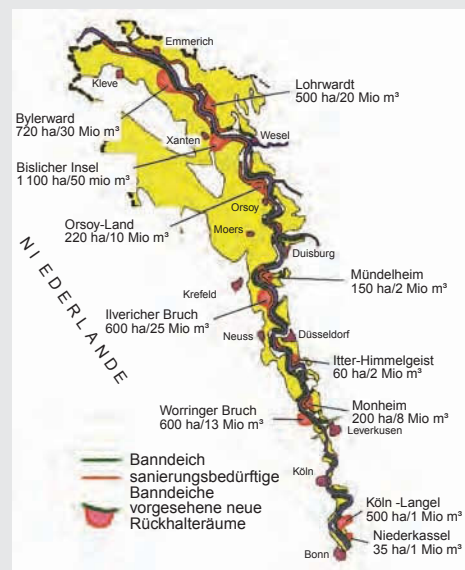 Emmerich
Kleve
Lohrwardt
500 ha/20 Mio m³
Bylerward
720 ha/30 Mio m³
Xanten
Wesel
Bislicher Insel
1 100 ha/50 mio m³
Orsoy
Orsoy-Land
220 ha/10 Mio m³
Moers
Duisburg
NIEDERLANDE
Mündelheim
150 ha/2 Mio m³
Krefeld
Ilvericher Bruch
600 ha/25 Mio m³
Neuss
Düsseldorf
Itter-Himmelgeist
60 ha/2 Mio m³
Monheim
200 ha/8 Mio m³
Worringer Bruch
600 ha/13 Mio m³
Leverkusen
Banndeich
sanierungsbedürftige
Banndeiche
vorgesehene neue
Rückhalteräume
Köln
Köln -Langel
500 ha/1 Mio m³
Niederkassel
35 ha/1 Mio m³
Bonn